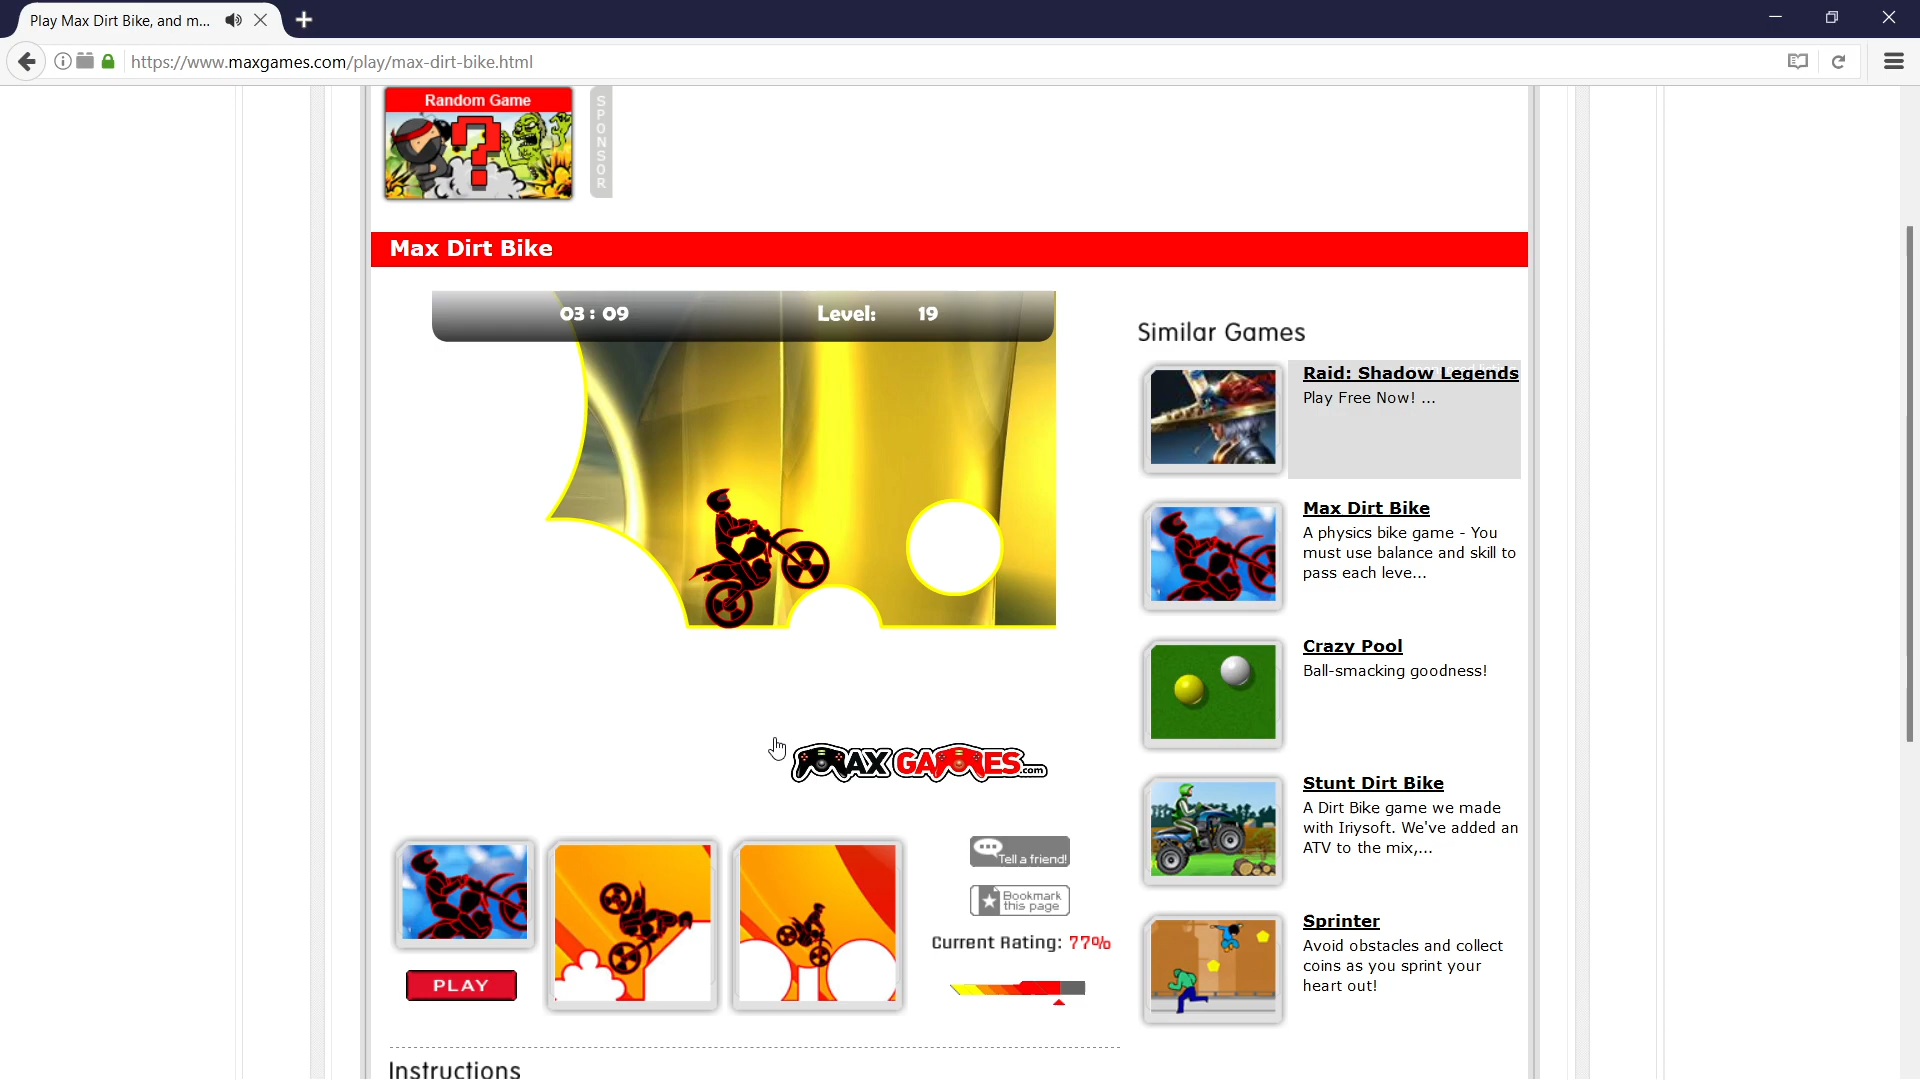 Play Max Dirt Bike, and m...
https://www.maxgames.com/play/max-dirt-bike.html
Random Game
?
SPONSOR
Max Dirt Bike
03 : 09 Level: 19
Similar Games
Raid: Shadow Legends
Play Free Now! ...
Max Dirt Bike
A physics bike game - You
must use balance and skill to
pass each leve...
Crazy Pool
Ball-smacking goodness!
MAX GAMES.com
Stunt Dirt Bike
A Dirt Bike game we made
with Iriysoft. We've added an
ATV to the mix,...
Tell a friend!
Bookmark
this page
Current Rating: 77%
PLAY
Sprinter
Avoid obstacles and collect
coins as you sprint your
heart out!
Instructions